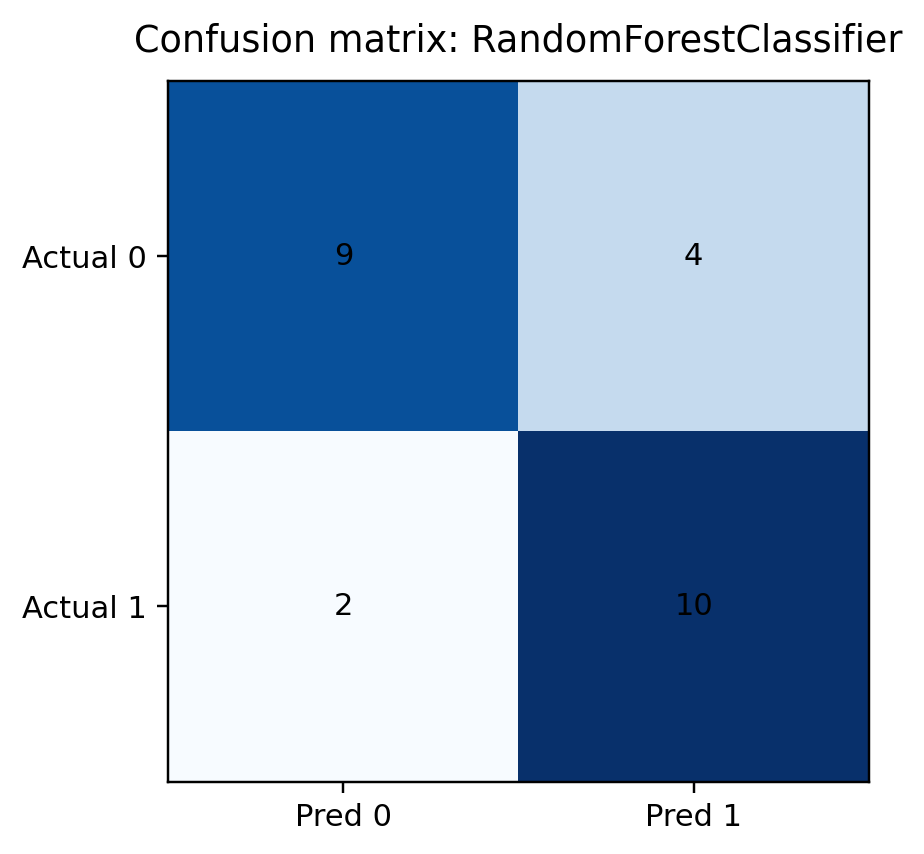 Confusion matrix: RandomForestClassifier
Actual 0
9
4
Actual 1
2
10
Pred 0
Pred 1